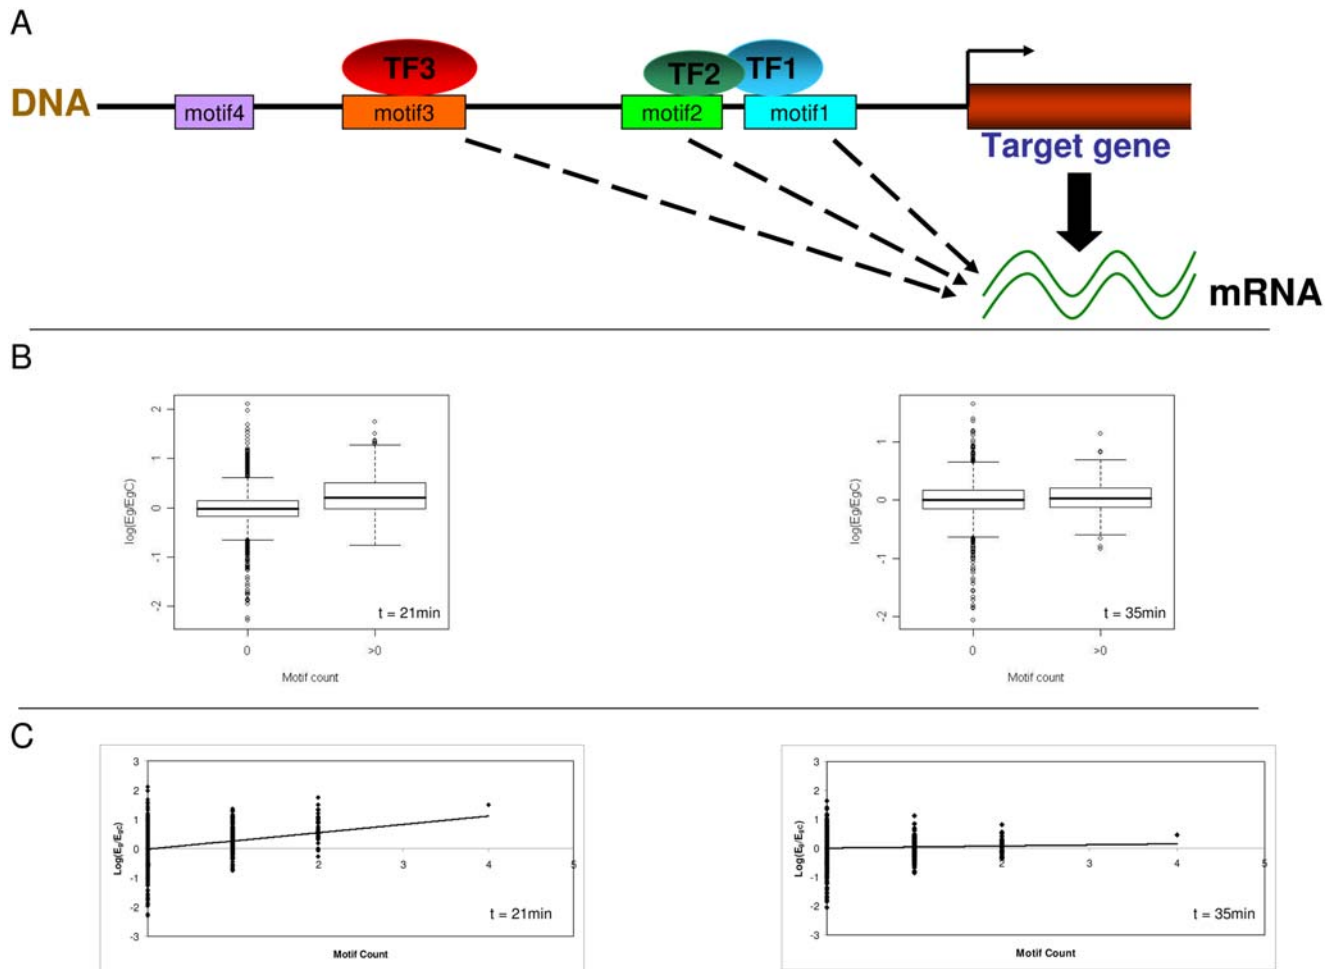 A
DNA
motif4
TF3
motif3
TF2
TF1
motif2
motif1
Target gene
mRNA
B
log(Eg/EgC)
2
1
0
-1
-2
t = 21min
0
>0
Motif count
log(Eg/EgC)
1
0
-1
-2
t = 35min
0
>0
Motif count
C
Log(Eg/EgC)
3
2
1
0
-1
-2
-3
2
3
4
5
t = 21min
Motif Count
Log(Eg/EgC)
3
2
1
0
-1
-2
-3
2
3
4
5
t = 35min
Motif Count